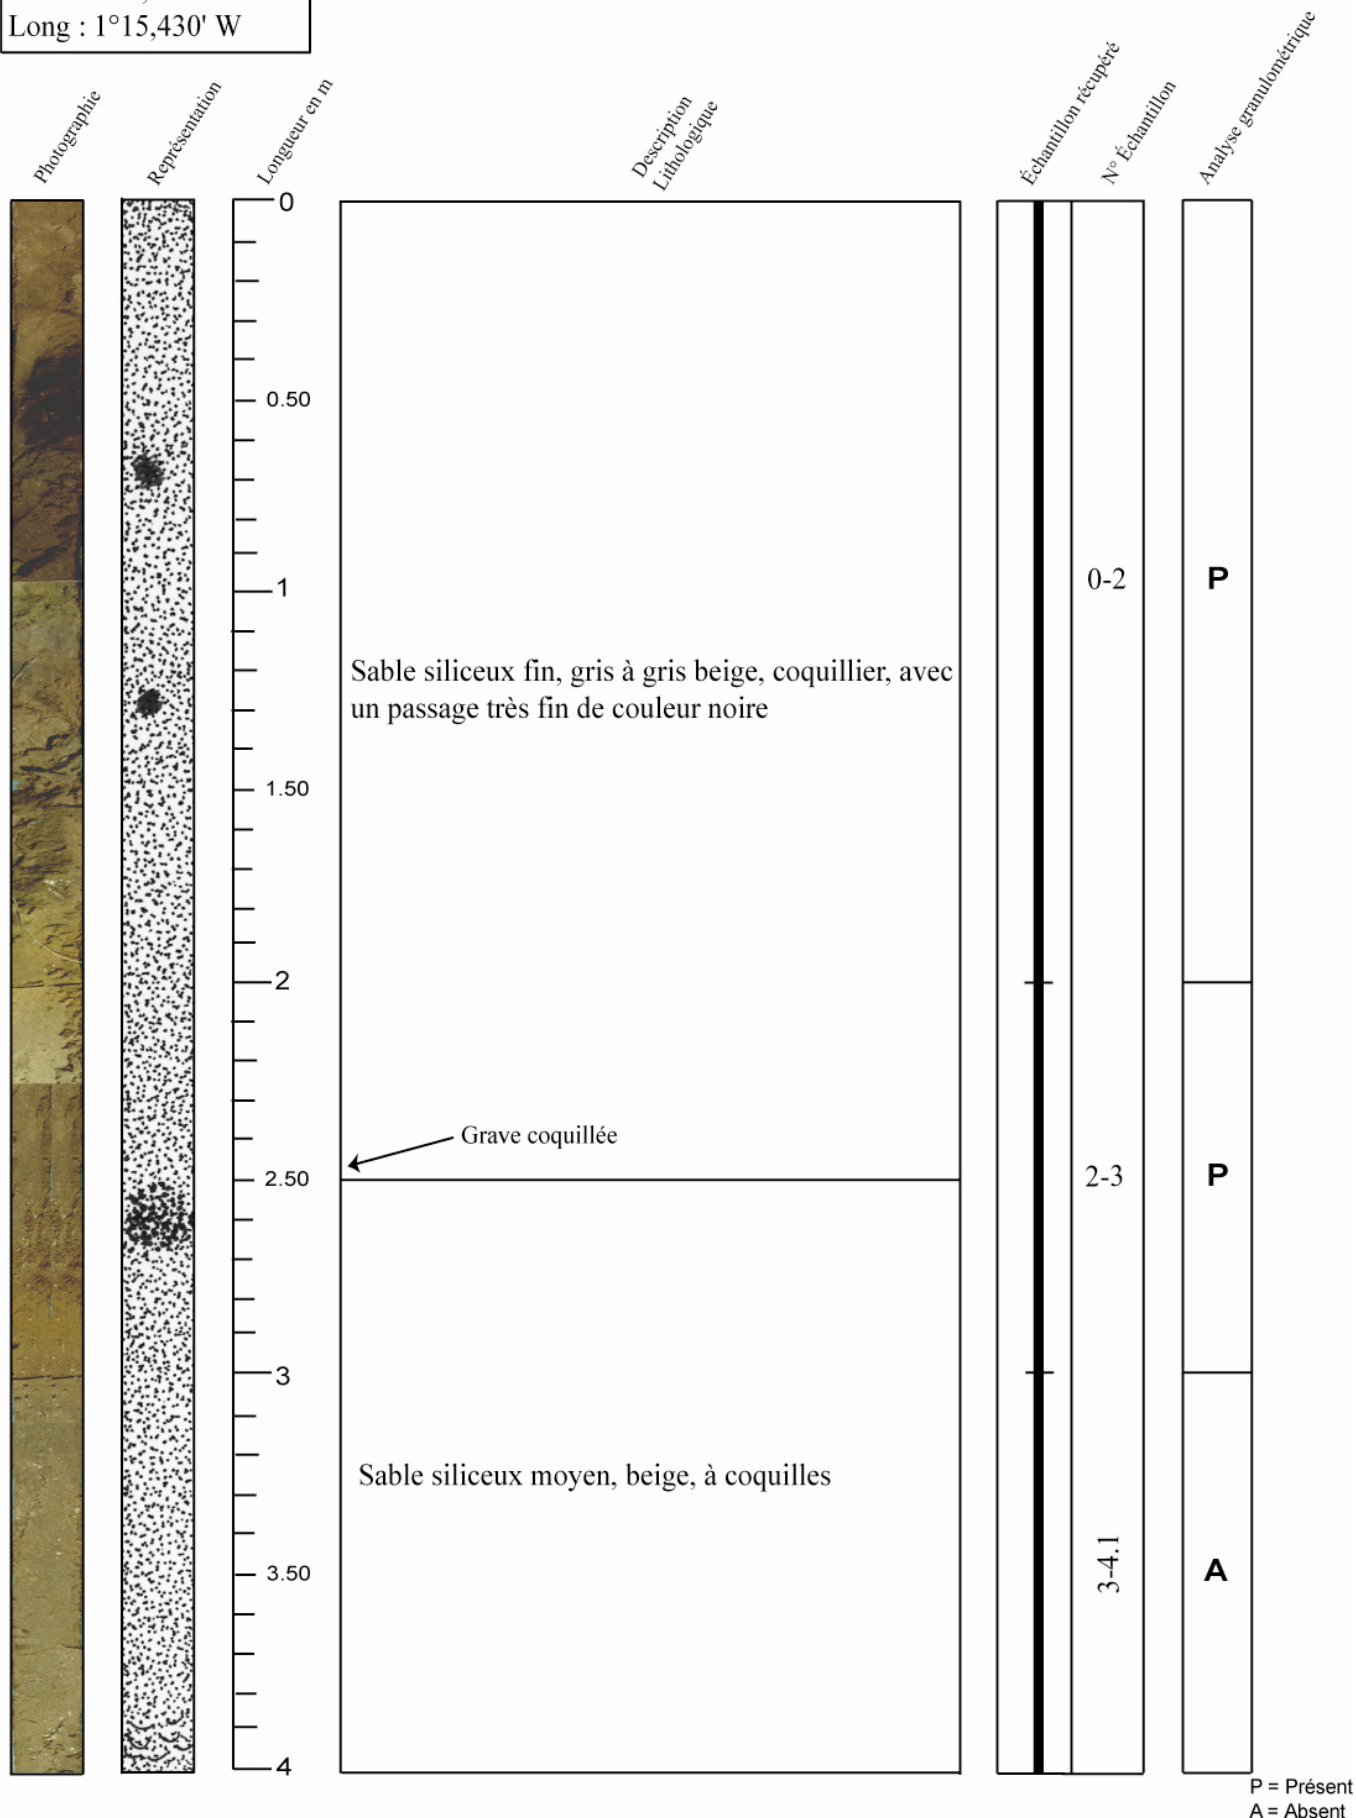 Long : 1°15,430' W
Photographie
Représentation
Longueur en m
Description
Lithologique
Échantillon récupéré
N° Échantillon
Analyse granulométrique
0
0.50
1
0-2
P
Sable siliceux fin, gris à gris beige, coquillier, avec
un passage très fin de couleur noire
1.50
2
Grave coquillée
2.50
2-3
P
3
Sable siliceux moyen, beige, à coquilles
3.50
3-4.1
A
4
P = Présent
A = Absent